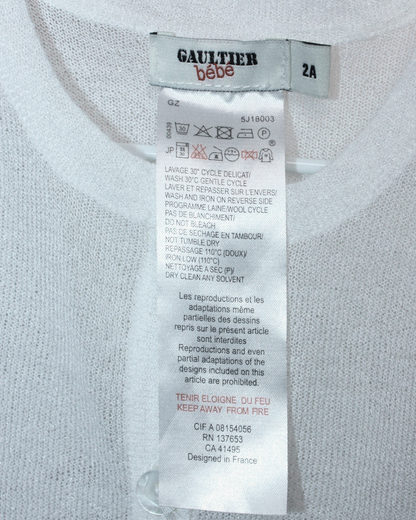 GAULTIER
bébé
2A
GZ
5J18003
00439
30 P
®
JP
LAVAGE 30° CYCLE DELICAT/
WASH 30°C GENTLE CYCLE
LAVER ET REPASSER SUR L'ENVERS/
WASH AND IRON ON REVERSE SIDE
PROGRAMME LAINE/WOOL CYCLE
PAS DE BLANCHIMENT/
DO NOT BLEACH
PAS DE SECHAGE EN TAMBOUR/
NOT TUMBLE DRY
REPASSAGE 110°C (DOUX)/
IRON LOW (110°C)
NETTOYAGE A SEC (P)/
DRY CLEAN ANY SOLVENT
Les reproductions et les
adaptations même
partielles des dessins
repris sur le présent article
sont interdites
Reproductions and even
partial adaptations of the
designs included on this
article are prohibited.
TENIR ELOIGNE DU FEU
KEEP AWAY FROM FIRE
CIF A 08154056
RN 137653
CA 41495
Designed in France